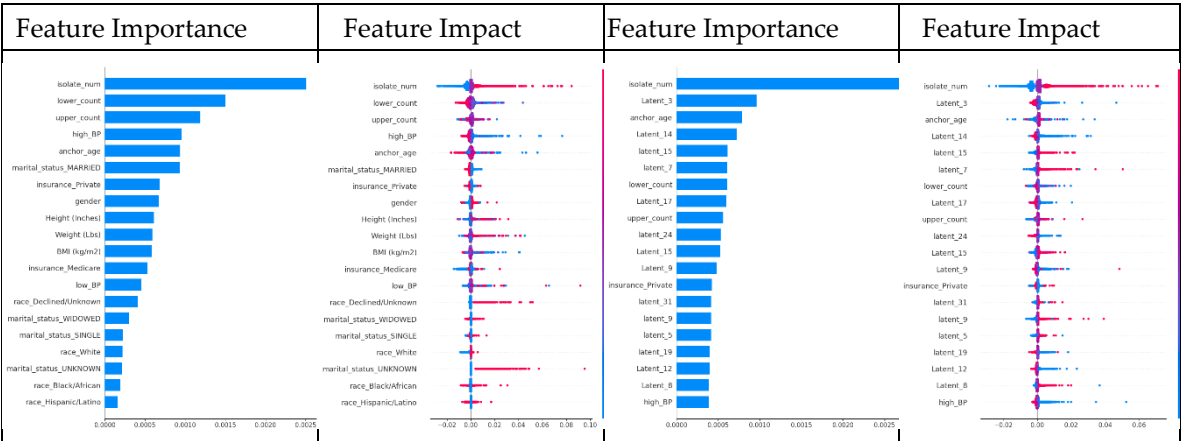 Feature Importance
Feature Impact
Feature Importance
Feature Impact
isolate_num
lower_count
upper_count
high_BP
anchor_age
marital_status_MARRIED
insurance_Private
gender
Height (Inches)
Weight (Lbs)
BMI (kg/m2)
insurance_Medicare
low_BP
race_Declined/Unknown
marital_status_WIDOWED
marital_status_SINGLE
race_White
marital_status_UNKNOWN
race_Black/African
race_Hispanic/Latino
0.0000 0.0005 0.0010 0.0015 0.0020 0.0025
isolate_num
lower_count
upper_count
high_BP
anchor_age
marital_status_MARRIED
insurance_Private
gender
Height (Inches)
Weight (Lbs)
BMI (kg/m2)
insurance_Medicare
low_BP
race_Declined/Unknown
marital_status_WIDOWED
marital_status_SINGLE
race_White
marital_status_UNKNOWN
race_Black/African
race_Hispanic/Latino
−0.02 0.00 0.02 0.04 0.06 0.08 0.10
isolate_num
Latent_3
anchor_age
Latent_14
latent_15
latent_7
lower_count
Latent_17
upper_count
latent_24
Latent_15
Latent_9
insurance_Private
latent_31
latent_9
latent_5
latent_19
Latent_12
Latent_8
high_BP
0.0000 0.0005 0.0010 0.0015 0.0020 0.0025
isolate_num
Latent_3
anchor_age
Latent_14
latent_15
latent_7
lower_count
Latent_17
upper_count
latent_24
Latent_15
Latent_9
insurance_Private
latent_31
latent_9
latent_5
latent_19
Latent_12
Latent_8
high_BP
−0.02 0.00 0.02 0.04 0.06